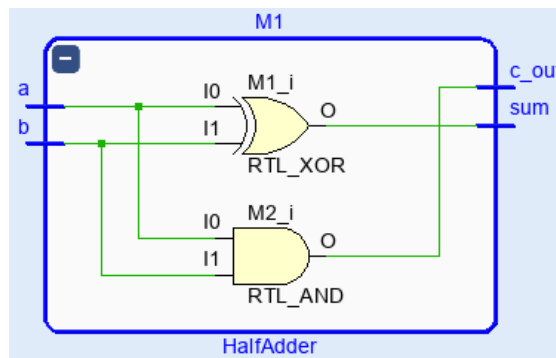 M1
a
b
I0
I1
M1_i
O
RTL_XOR
c_ou
sum
I0
I1
M2_i
O
RTL_AND
HalfAdder